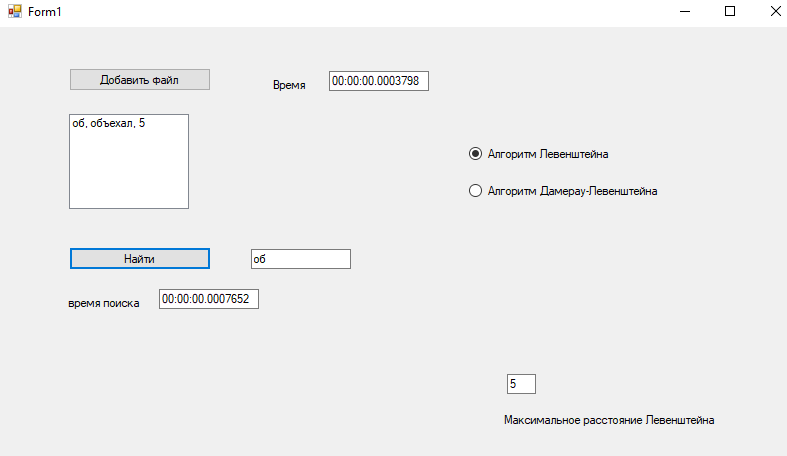 Form1
Добавить файл
Время
00:00:00.0003798
об, объехал, 5
Алгоритм Левенштейна
Алгоритм Дамерау-Левенштейна
Найти
об
время поиска
00:00:00.0007652
5
Максимальное расстояние Левенштейна